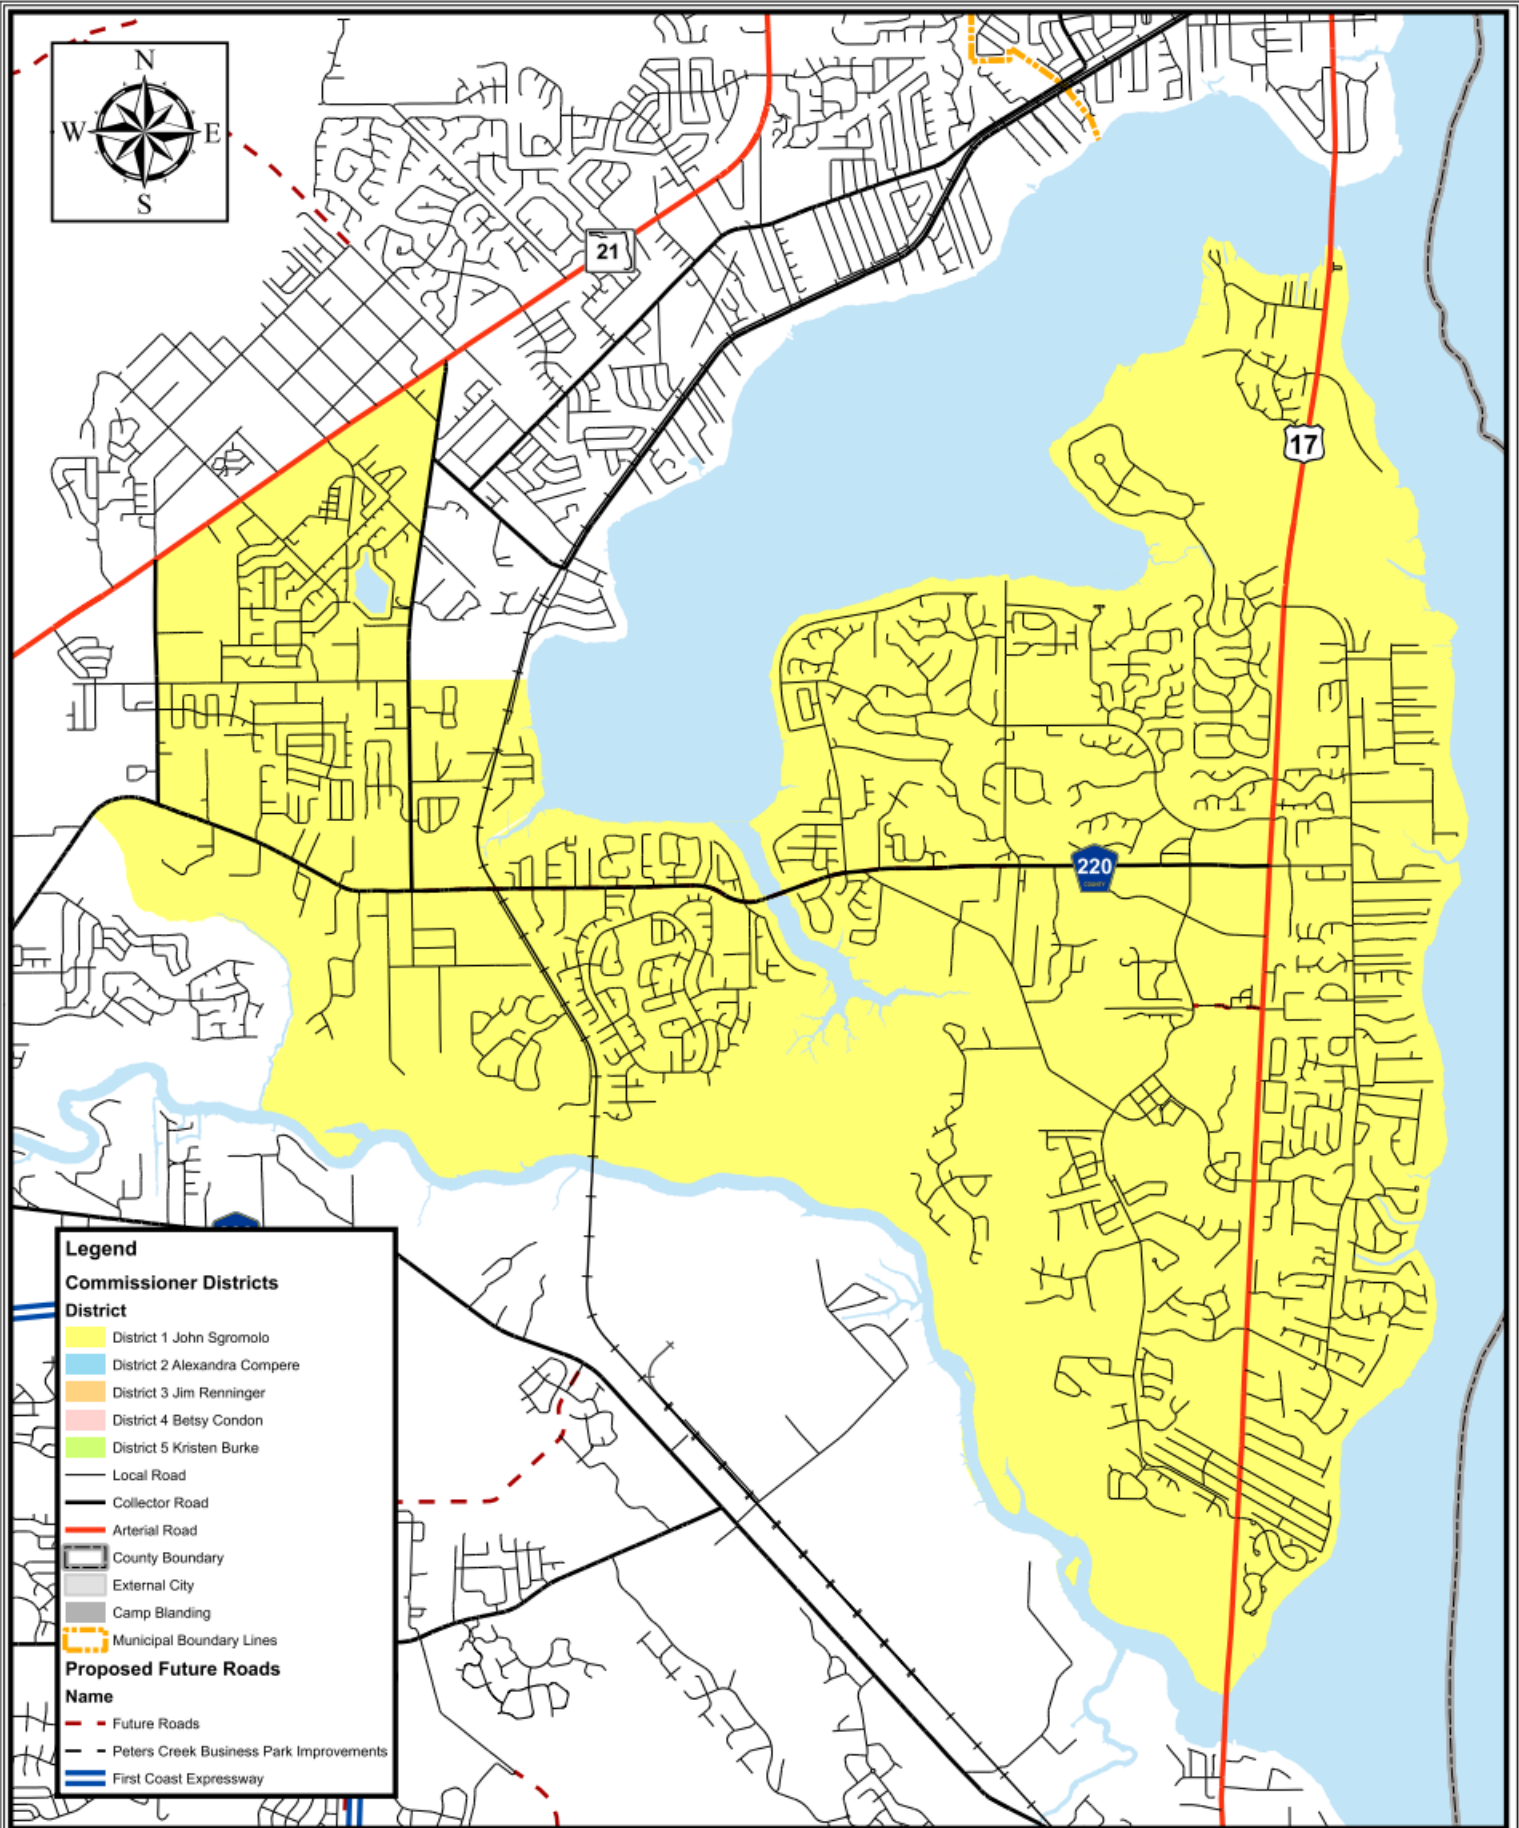 N
W E
S
21
17
220
COUNTY
Legend
Commissioner Districts
District
District 1 John Sgromolo
District 2 Alexandra Compere
District 3 Jim Renninger
District 4 Betsy Condon
District 5 Kristen Burke
Local Road
Collector Road
Arterial Road
County Boundary
External City
Camp Blanding
Municipal Boundary Lines
Proposed Future Roads
Name
Future Roads
Peters Creek Business Park Improvements
First Coast Expressway